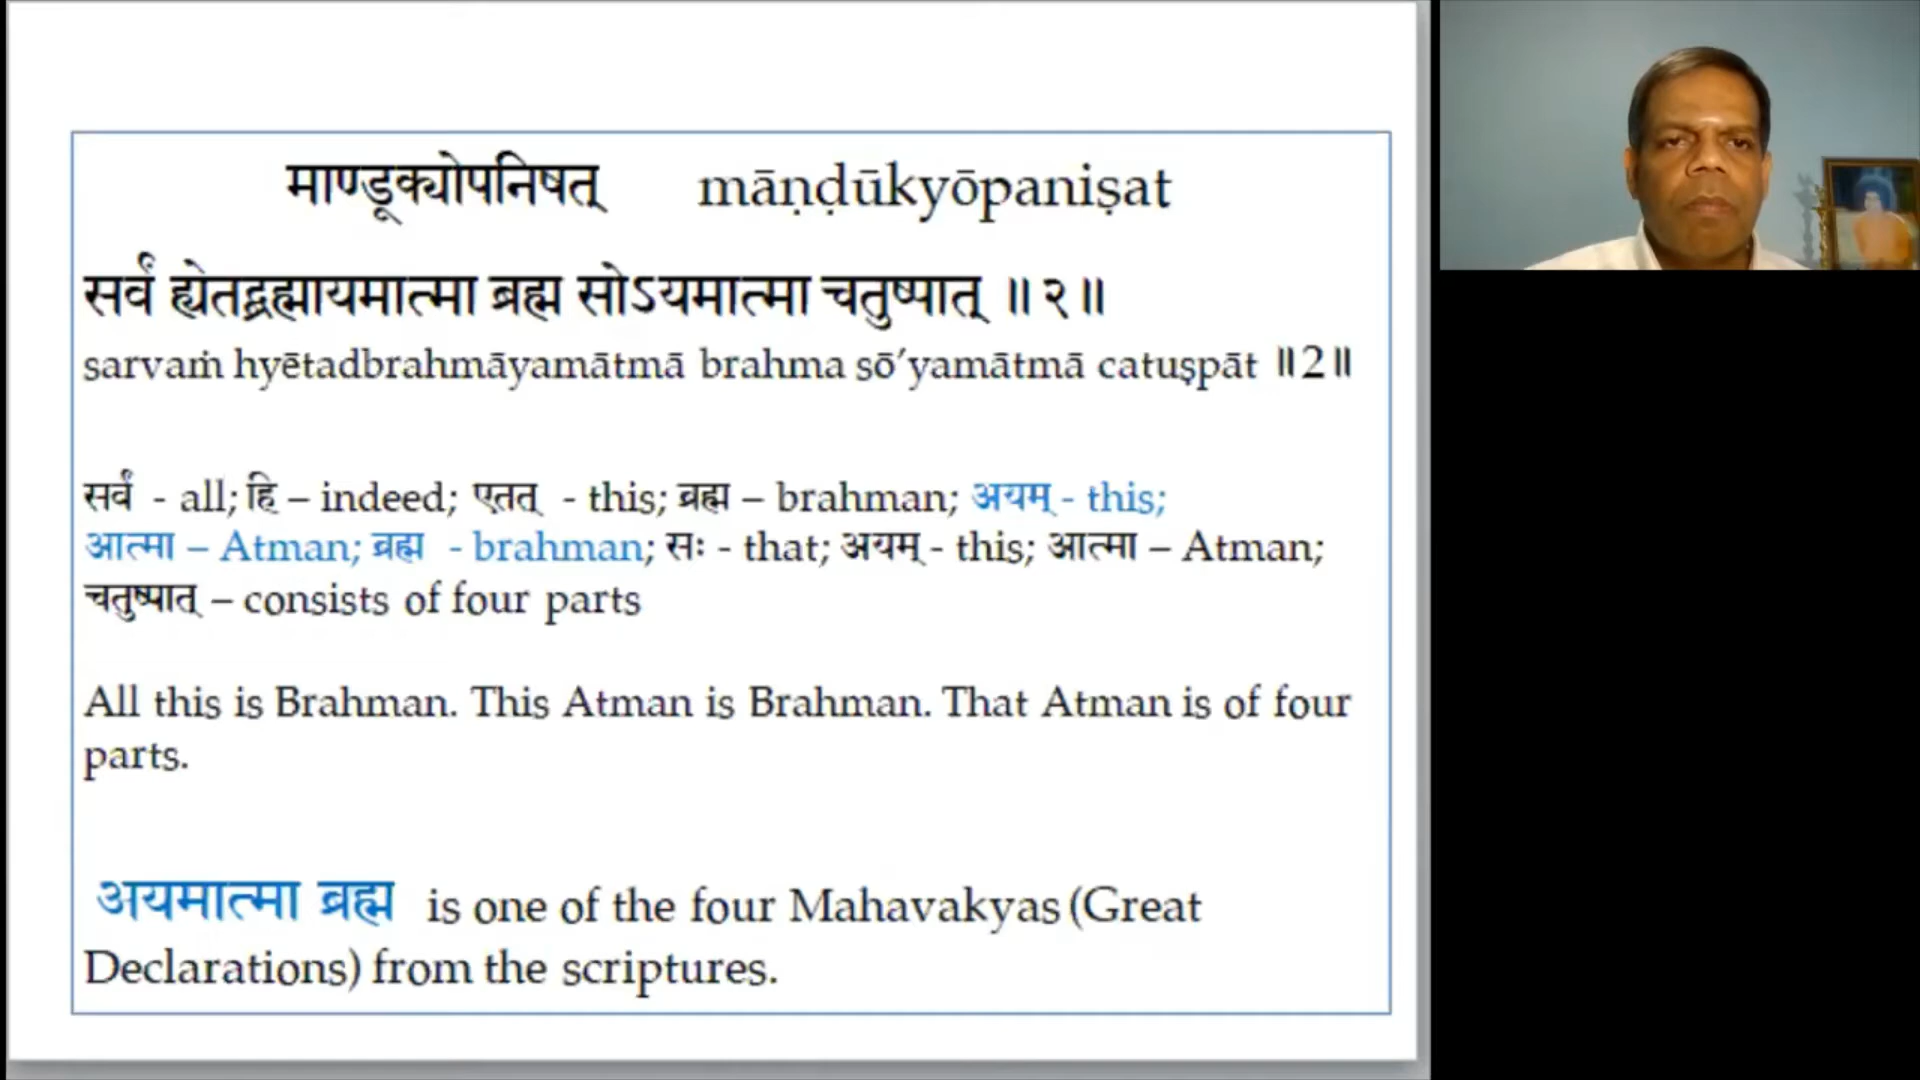 माण्डूक्योपनिषत् māṇḍūkyōpaniṣat
सर्वं ह्येतद्ब्रह्मायमात्मा ब्रह्म सोऽयमात्मा चतुष्पात् ॥२॥
sarvaṁ hyētadbrahmāyamātmā brahma sō’yamātmā catuṣpāt ॥2॥
सर्वं - all; हि – indeed; एतत् - this; ब्रह्म – brahman; अयम् - this;
आत्मा – Atman; ब्रह्म - brahman; सः - that; अयम् - this; आत्मा – Atman;
चतुष्पात् – consists of four parts
All this is Brahman. This Atman is Brahman. That Atman is of four
parts.
अयमात्मा ब्रह्म is one of the four Mahavakyas (Great
Declarations) from the scriptures.